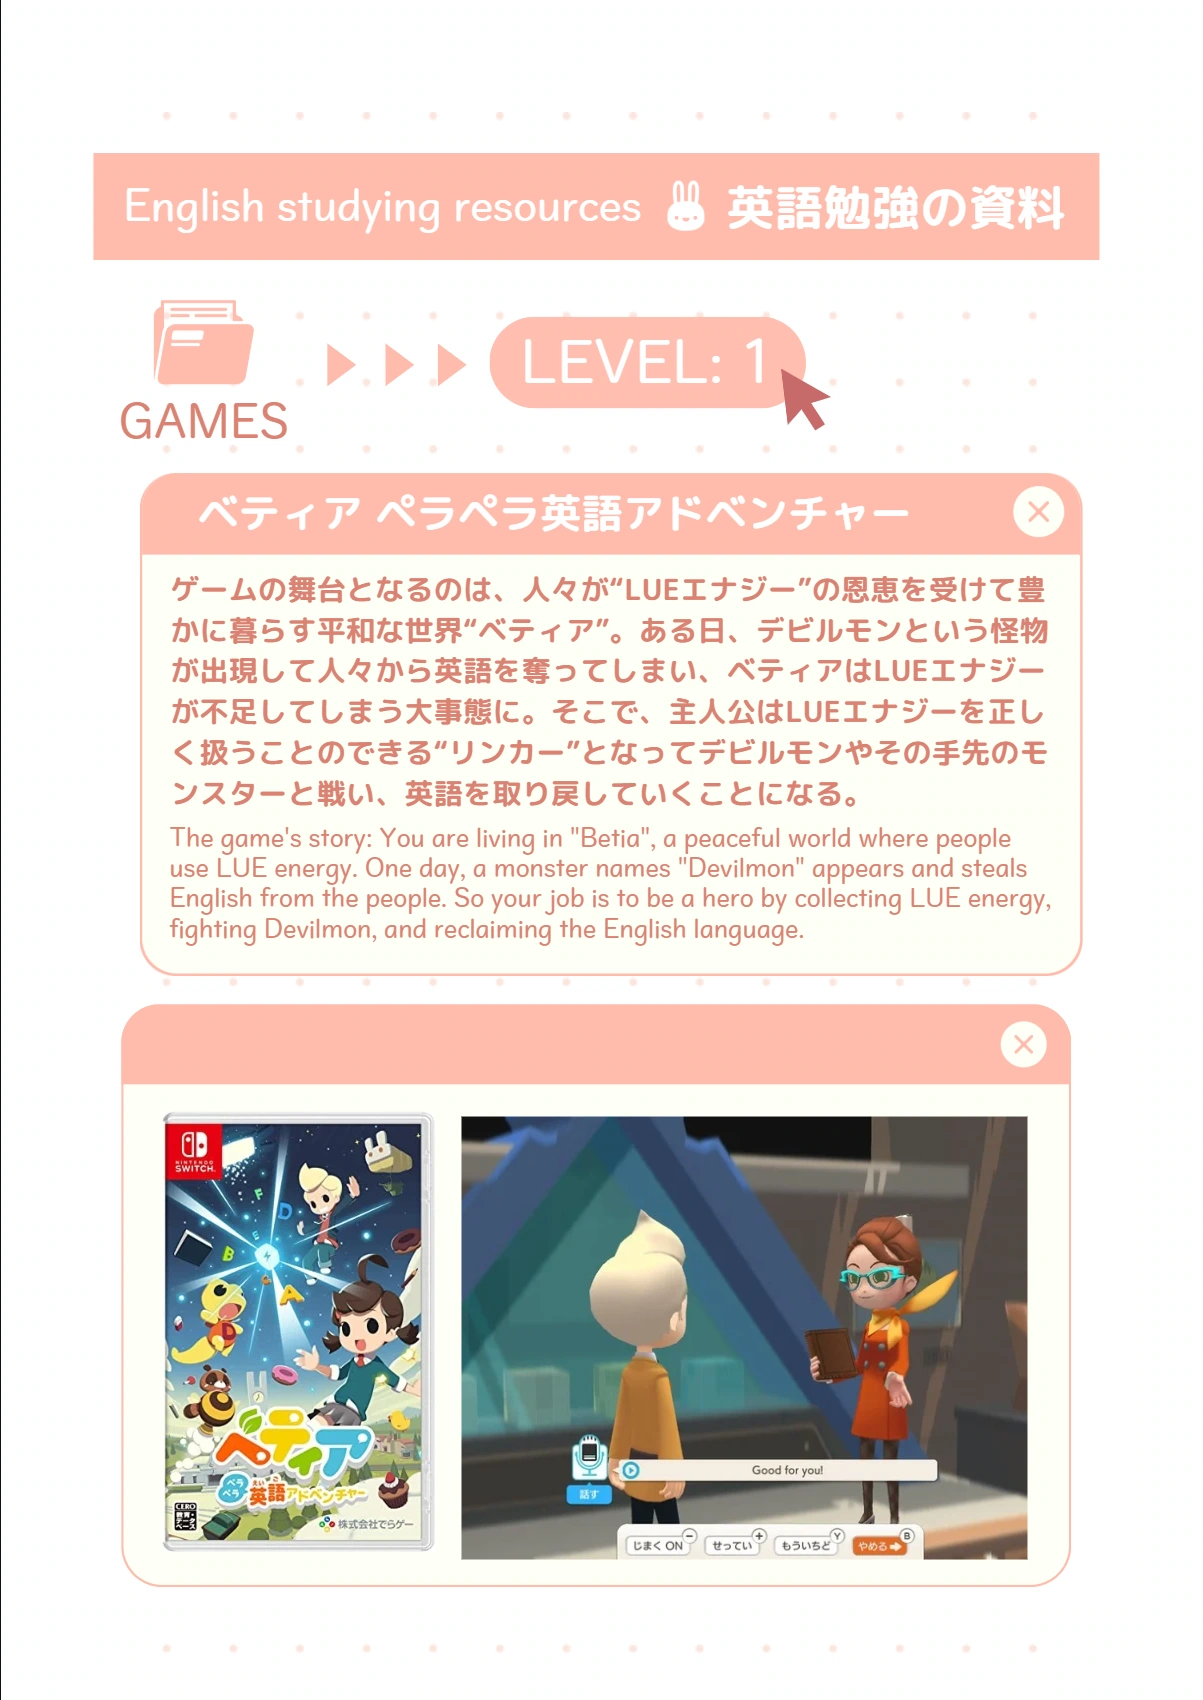 English studying resources 英語勉強の資料
GAMES
LEVEL: 1
ベティア ペラペラ英語アドベンチャー
ゲームの舞台となるのは、人々が“LUEエナジー”の恩恵を受けて豊
かに暮らす平和な世界“ベティア”。ある日、デビルモンという怪物
が出現して人々から英語を奪ってしまい、ベティアはLUEエナジー
が不足してしまう大事態に。そこで、主人公はLUEエナジーを正し
く扱うことのできる“リンカー”となってデビルモンやその手先のモ
ンスターと戦い、英語を取り戻していくことになる。
The game's story: You are living in "Betia", a peaceful world where people
use LUE energy. One day, a monster names "Devilmon" appears and steals
English from the people. So your job is to be a hero by collecting LUE energy,
fighting Devilmon, and reclaiming the English language.
NINTENDO
SWITCH
F
D
E
B
A
D
ベティア
ペラ
ペラ
えいご
英語アドベンチャー
CERO
教育・
データ
ベース
株式会社でらゲー
話す
Good for you!
じまく ON −
せってい +
もういちど Y
やめる B